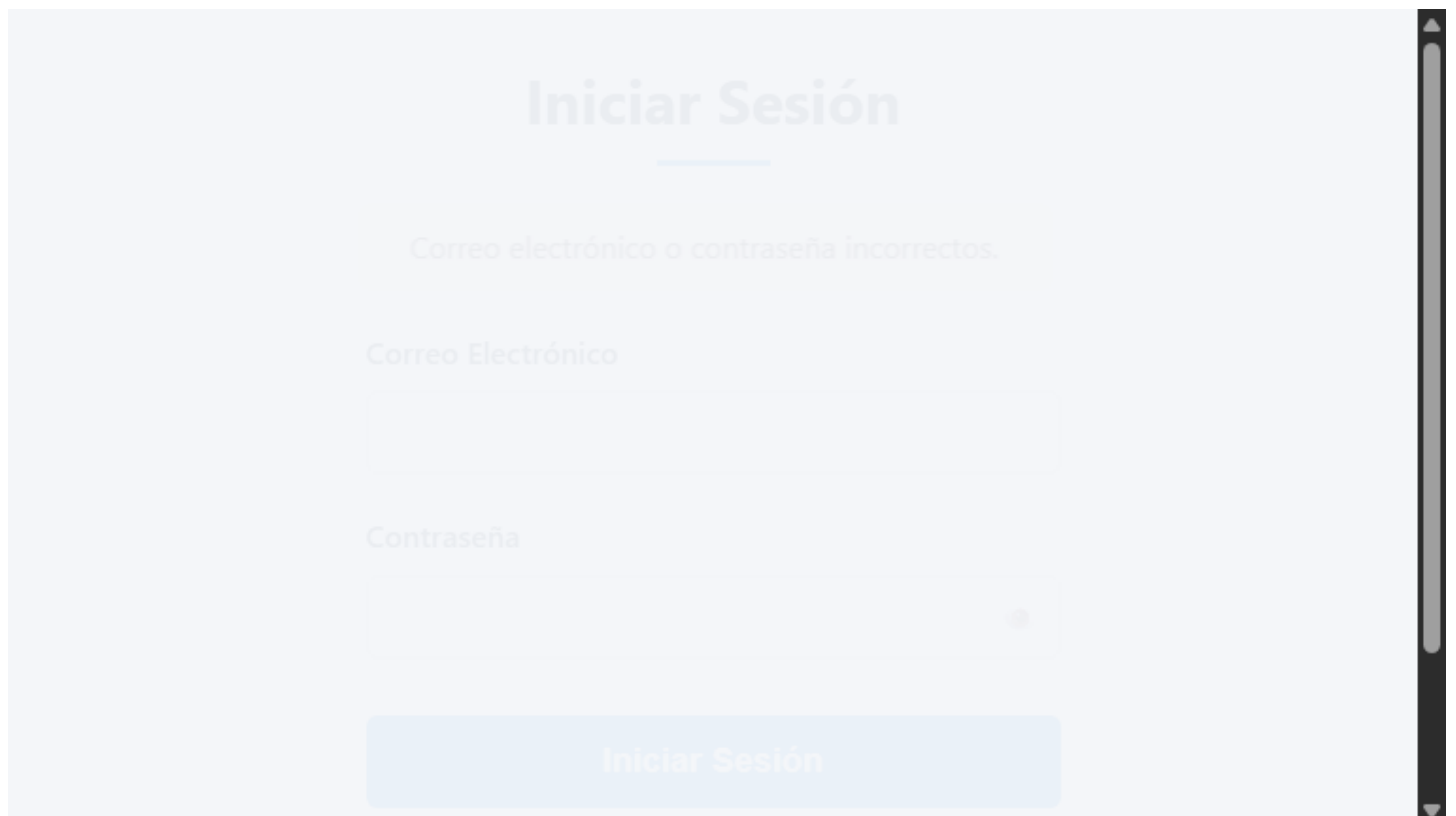 Iniciar Sesión
Correo electrónico o contraseña incorrectos.
Correo Electrónico
Contraseña
Iniciar Sesión